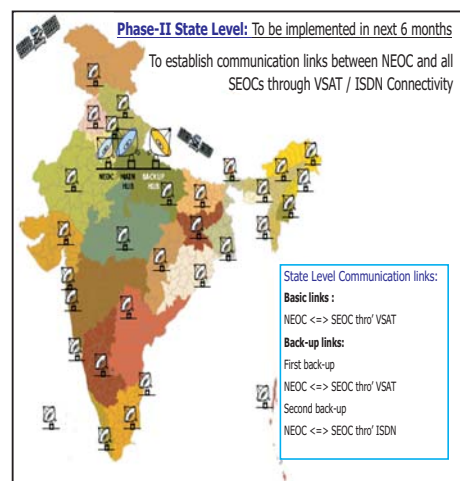 Phase-II State Level: To be implemented in next 6 months
To establish communication links between NEOC and all
SEOCs through VSAT / ISDN Connectivity
NEOC MAIN HUB BACK UP HUB
State Level Communication links:
Basic links :
NEOC <=> SEOC thro' VSAT
Back-up links:
First back-up
NEOC <=> SEOC thro' VSAT
Second back-up
NEOC <=> SEOC thro' ISDN